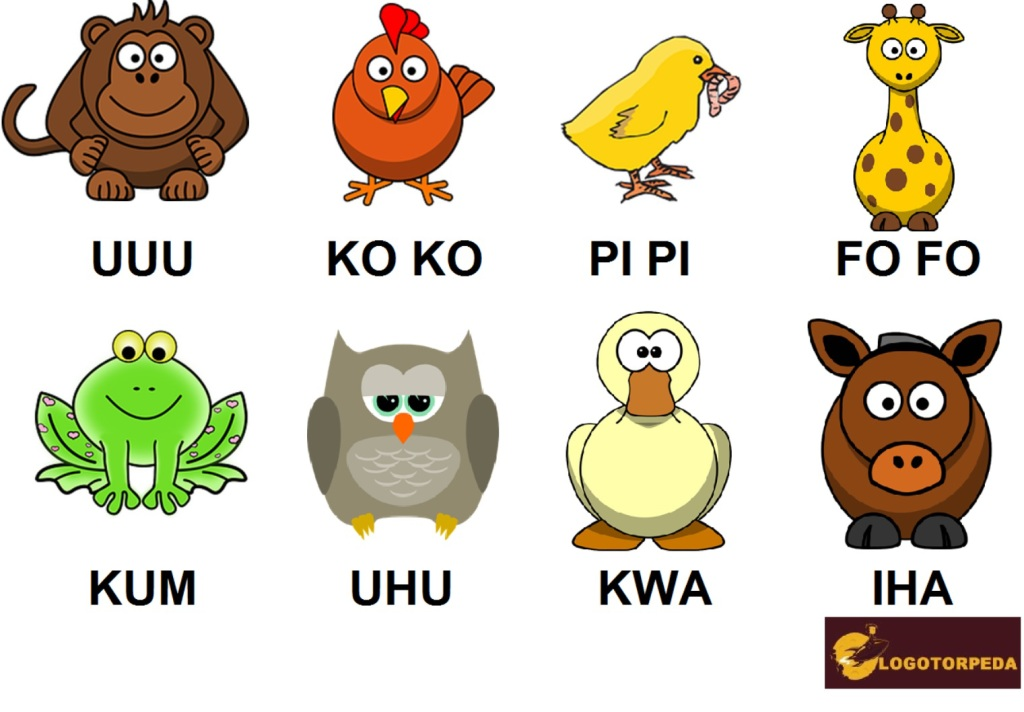 UUU KO KO PI PI FO FO
KUM UHU KWA IHA
LOGOTORPEDA